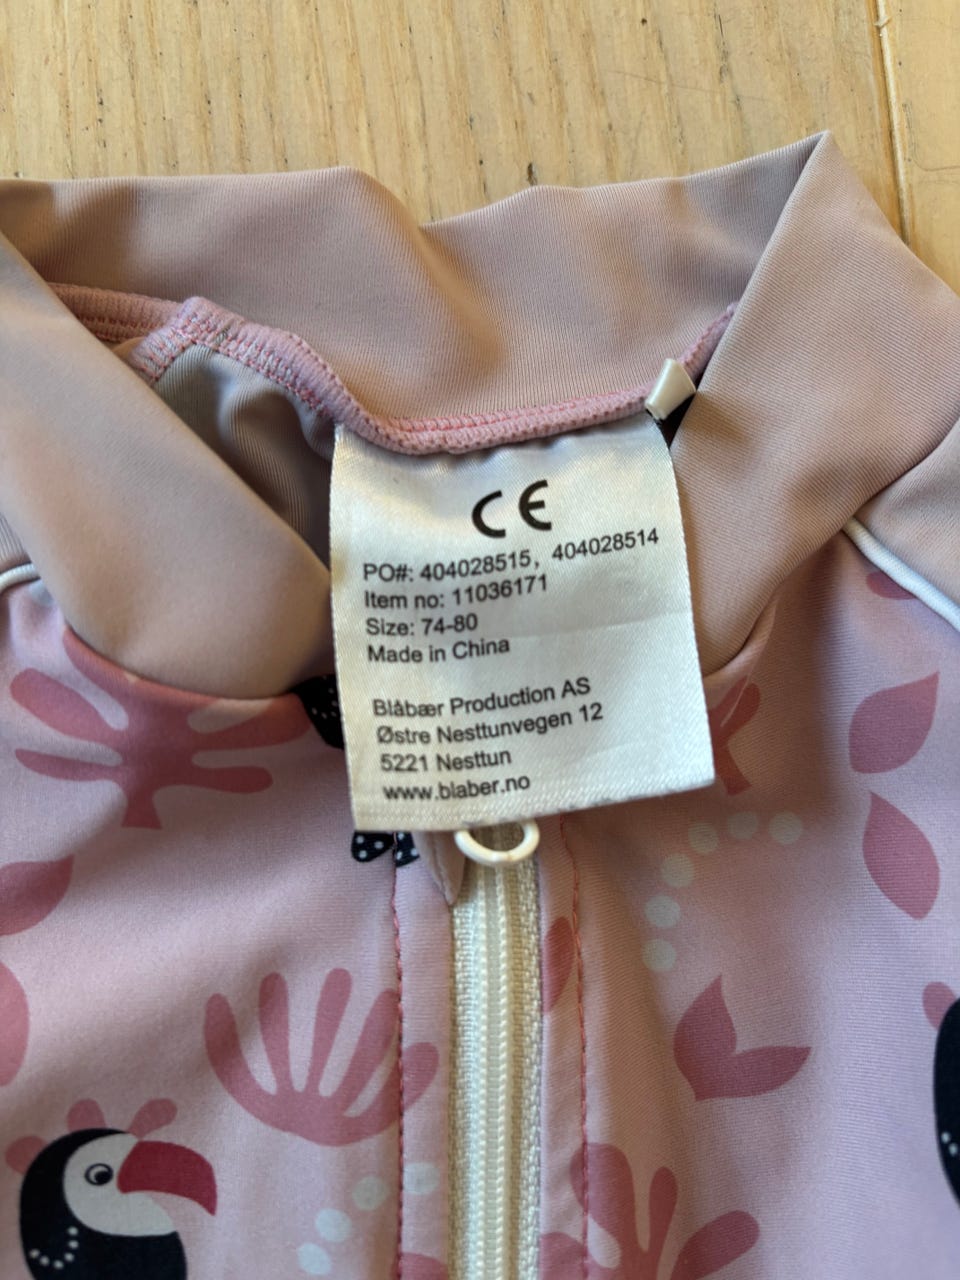 CE
PO#: 404028515, 404028514
Item no: 11036171
Size: 74-80
Made in China
Blåbær Production AS
Østre Nesttunvegen 12
5221 Nesttun
www.blaber.no